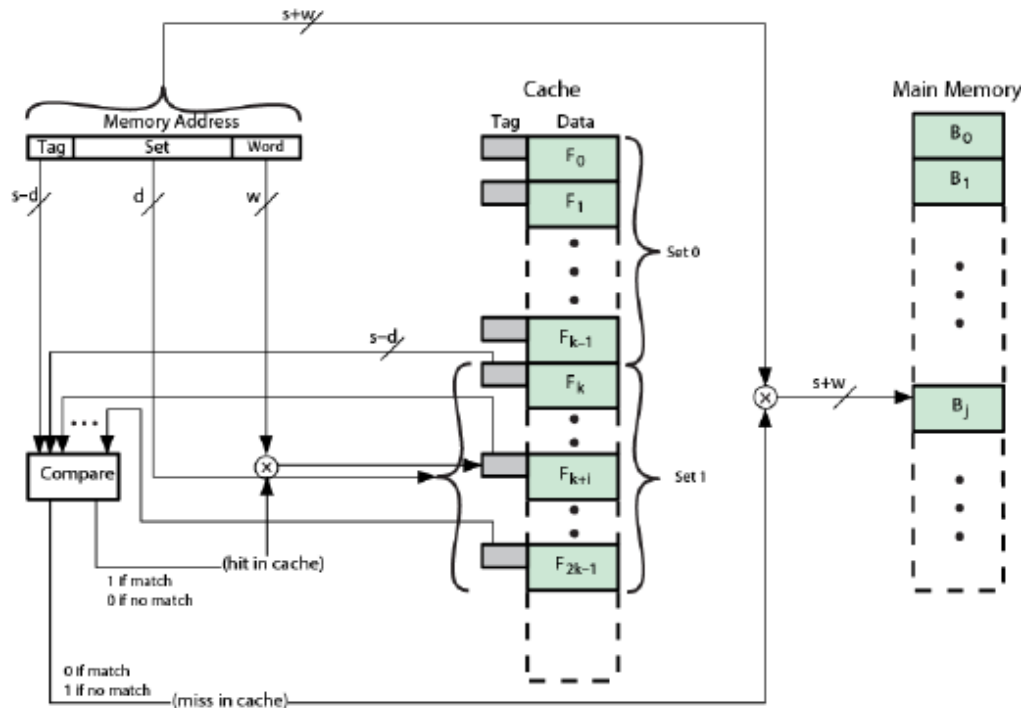 s+w
Cache
Main Memory
Memory Address
Tag Data
Tag Set Word
F0
B0
F1
B1
s–d
d
w
Set 0
s–d
Fk–1
Fk
s+w
Bj
Compare
Fk+i
Set 1
F2k–1
(hit in cache)
1 if match
0 if no match
0 if match
1 if no match
(miss in cache)